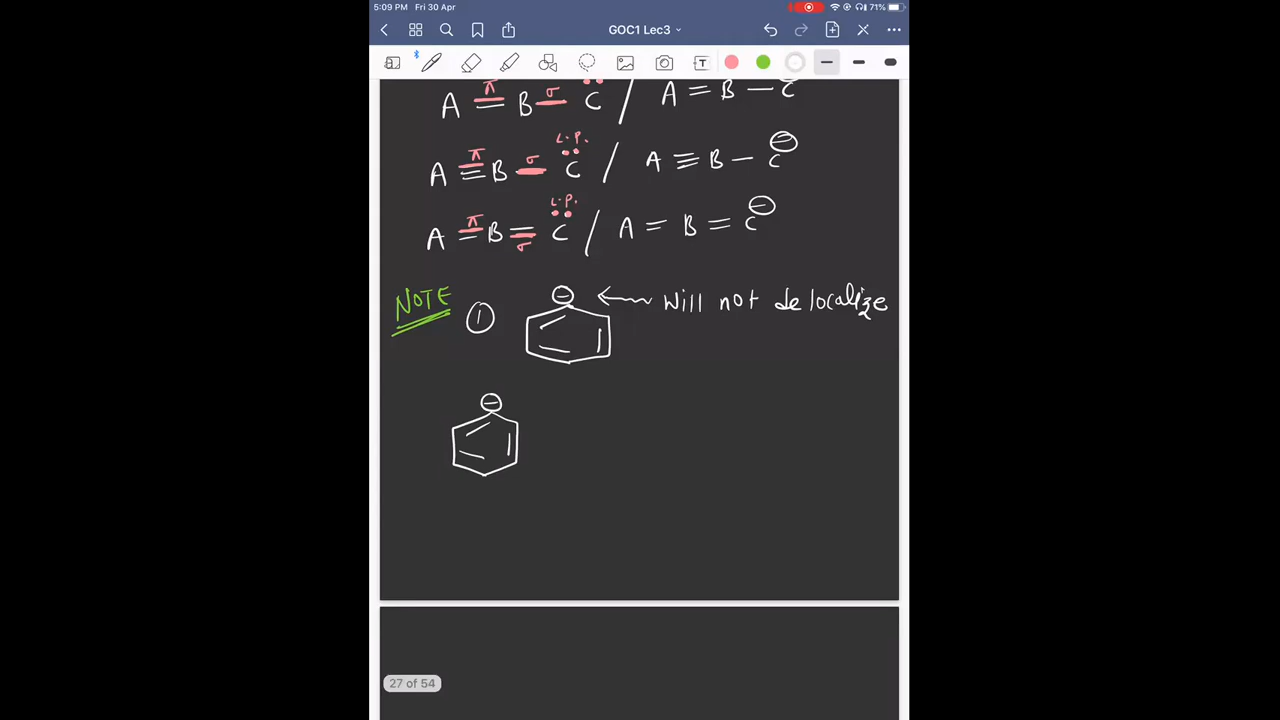 5:09 PM Fri 30 Apr
71%
GOC1 Lec3
π σ
A = B — C / A = B — C
L.P.
π σ
A ≡ B — C / A ≡ B — C ⊖
L.P.
π
A = B = C / A = B = C ⊖
σ
NOTE ① ⊖ ← will not delocalize
⊖
27 of 54